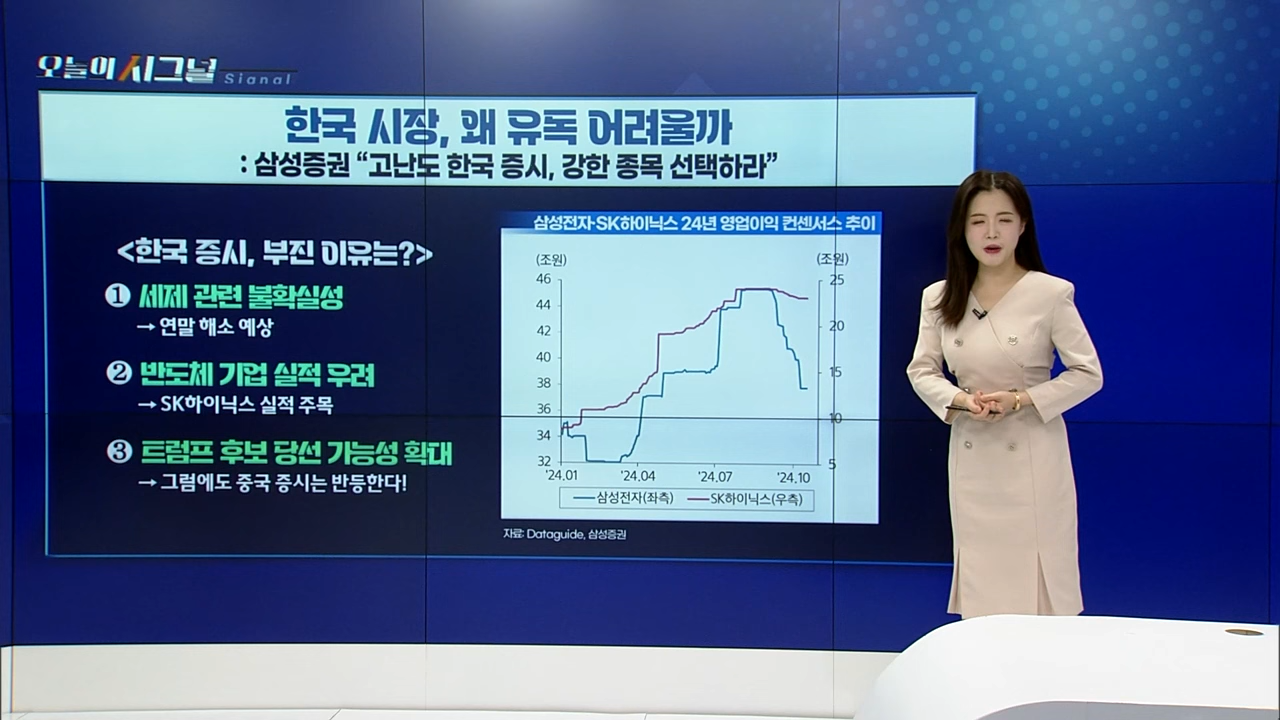 오늘의 시그널 Signal
한국 시장, 왜 유독 어려울까
: 삼성증권 “고난도 한국 증시, 강한 종목 선택하라”
<한국 증시, 부진 이유는?>
❶ 세제 관련 불확실성
→ 연말 해소 예상
❷ 반도체 기업 실적 우려
→ SK하이닉스 실적 주목
❸ 트럼프 후보 당선 가능성 확대
→ 그럼에도 중국 증시는 반등한다!
삼성전자·SK하이닉스 24년 영업이익 컨센서스 추이
(조원) (조원)
46 25
44
42 20
40
38 15
36 10
34
32 5
'24.01 '24.04 '24.07 '24.10
삼성전자(좌측) SK하이닉스(우측)
자료: Dataguide, 삼성증권